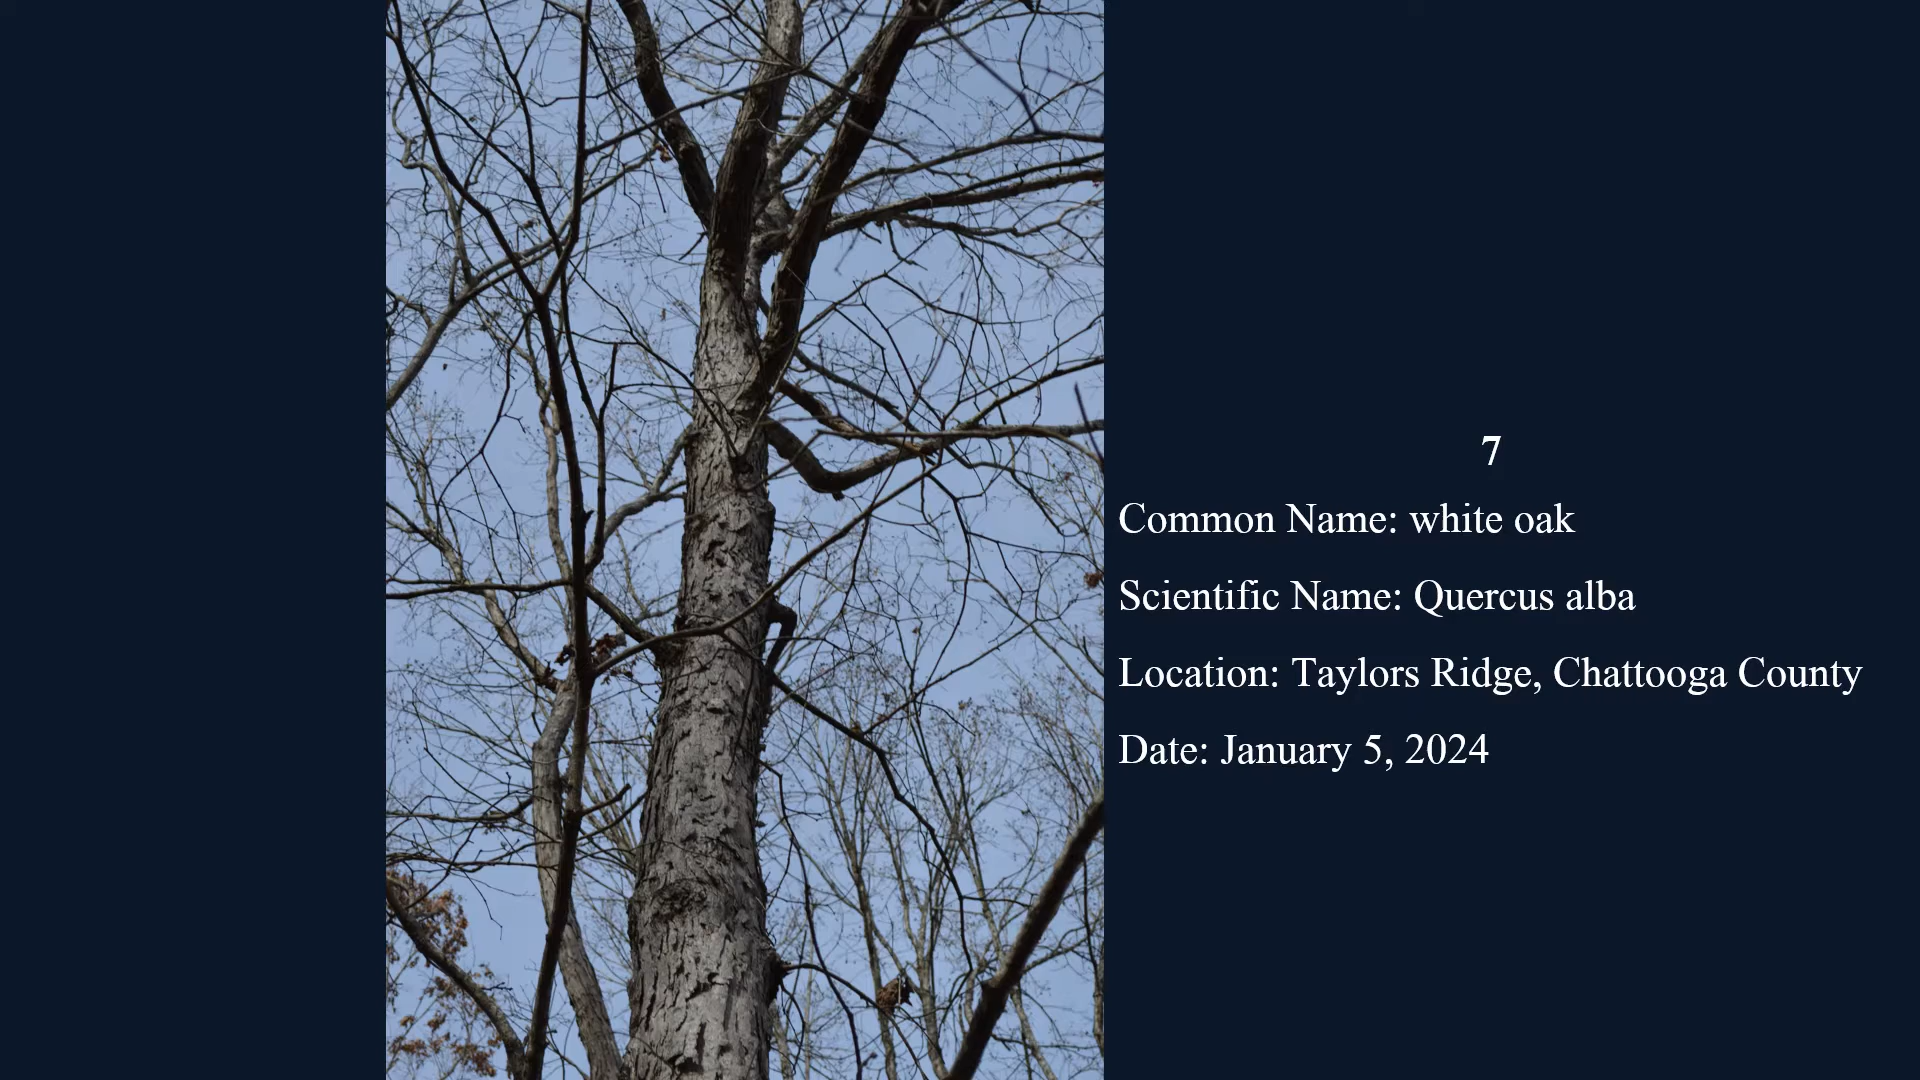 7
Common Name: white oak
Scientific Name: Quercus alba
Location: Taylors Ridge, Chattooga County
Date: January 5, 2024